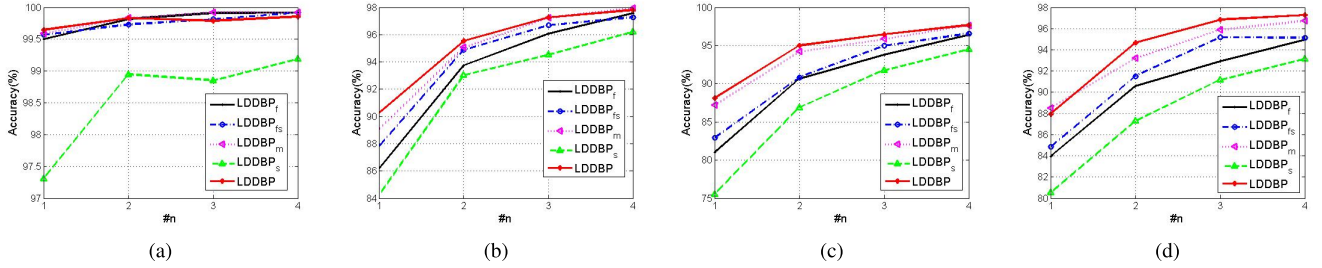 100
99.5
99
98.5
98
97.5
97
Accuracy(%)
1 2 3 4
#n
LDDBPf
LDDBPfs
LDDBPm
LDDBPs
LDDBP
(a)
98
96
94
92
90
88
86
84
Accuracy(%)
1 2 3 4
#n
LDDBPf
LDDBPfs
LDDBPm
LDDBPs
LDDBP
(b)
100
95
90
85
80
75
Accuracy(%)
1 2 3 4
#n
LDDBPf
LDDBPfs
LDDBPm
LDDBPs
LDDBP
(c)
98
96
94
92
90
88
86
84
82
80
Accuracy(%)
1 2 3 4
#n
LDDBPf
LDDBPfs
LDDBPm
LDDBPs
LDDBP
(d)